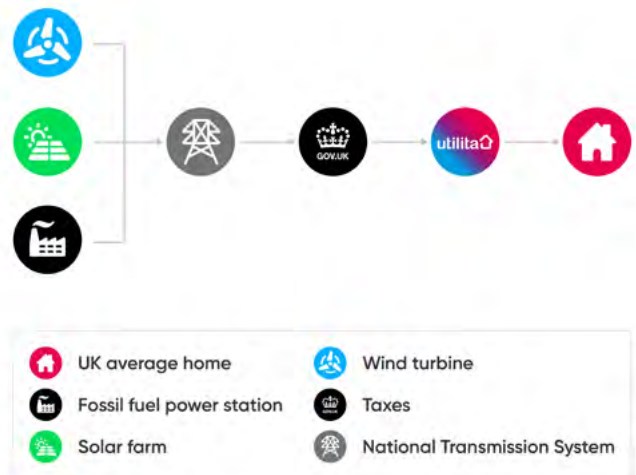 GOV.UK
utilita
UK average home
Wind turbine
Fossil fuel power station
Taxes
Solar farm
National Transmission System